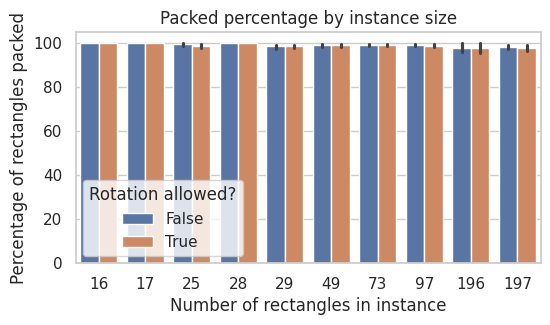 Packed percentage by instance size
Percentage of rectangles packed
100
80
60
40
20
0
Rotation allowed?
False
True
16 17 25 28 29 49 73 97 196 197
Number of rectangles in instance